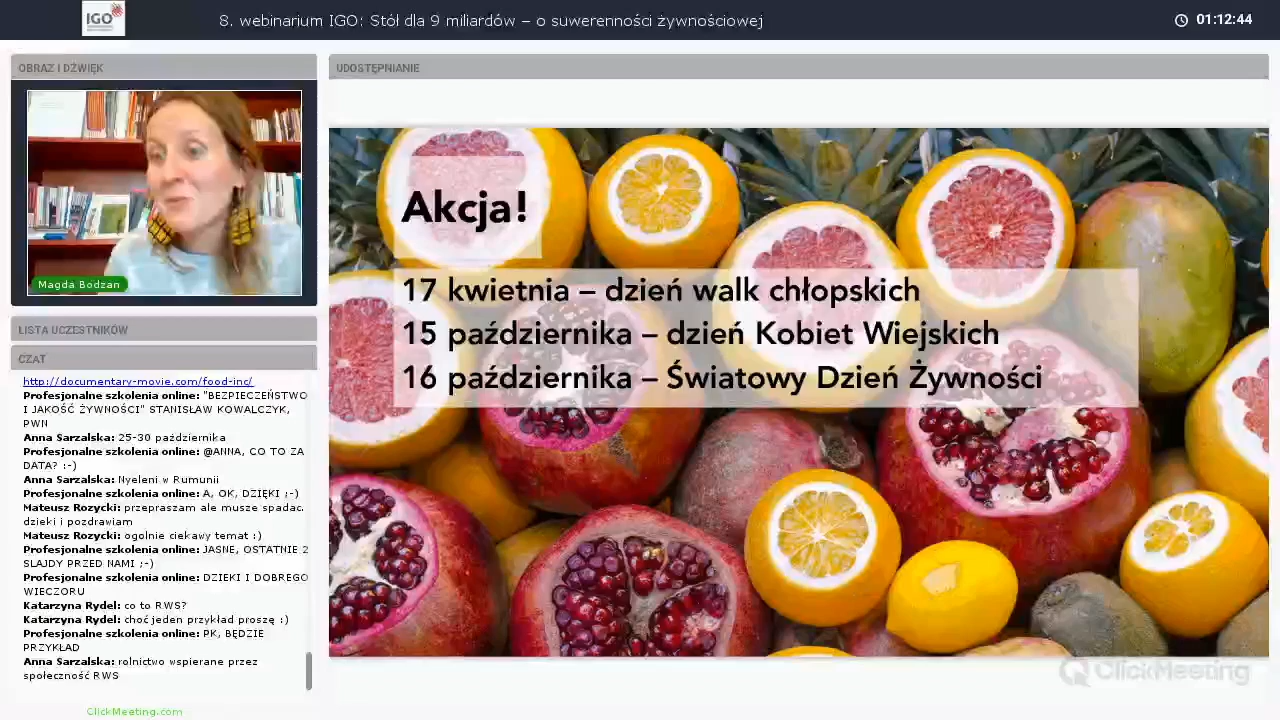 IGO
8. webinarium IGO: Stół dla 9 miliardów – o suwerenności żywnościowej
01:12:44
OBRAZ I DŹWIĘK
UDOSTĘPNIANIE
Magda Bodzan
Akcja!
17 kwietnia – dzień walk chłopskich
15 października – dzień Kobiet Wiejskich
16 października – Światowy Dzień Żywności
LISTA UCZESTNIKÓW
CZAT
http://documentary-movie.com/food-inc/
Profesjonalne szkolenia online: "BEZPIECZEŃSTWO
I JAKOŚĆ ŻYWNOŚCI" STANISŁAW KOWALCZYK,
PWN
Anna Sarzalska: 25-30 października
Profesjonalne szkolenia online: @ANNA, CO TO ZA
DATA? :-)
Anna Sarzalska: Nyeleni w Rumunii
Profesjonalne szkolenia online: A, OK, DZIĘKI ;-)
Mateusz Rozycki: przepraszam ale musze spadac.
dzieki i pozdrawiam
Mateusz Rozycki: ogolnie ciekawy temat :)
Profesjonalne szkolenia online: JASNE, OSTATNIE 2
SLAJDY PRZED NAMI ;-)
Profesjonalne szkolenia online: DZIEKI I DOBREGO
WIECZORU
Katarzyna Rydel: co to RWS?
Katarzyna Rydel: choć jeden przykład proszę :)
Profesjonalne szkolenia online: PK, BĘDZIE
PRZYKŁAD
Anna Sarzalska: rolnictwo wspierane przez
społeczność RWS
ClickMeeting
ClickMeeting.com